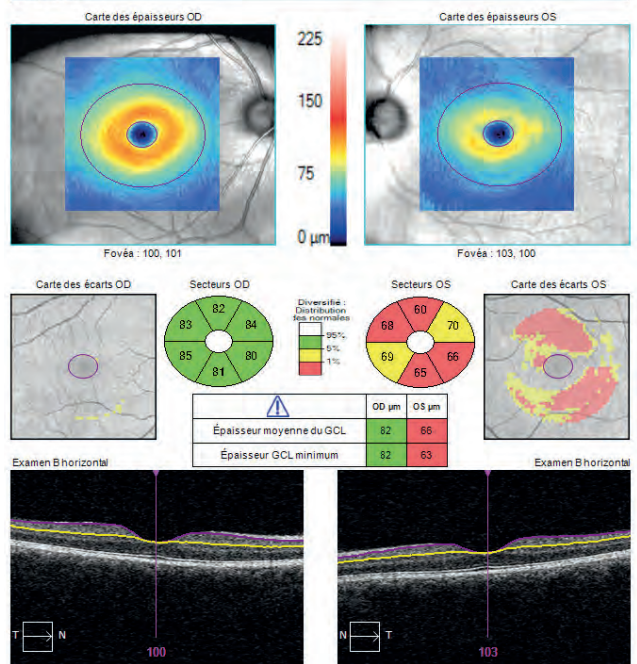 Carte des épaisseurs OD
Carte des épaisseurs OS
225
150
75
0 µm
Fovéa : 100, 101
Fovéa : 103, 100
Carte des écarts OD
Secteurs OD
Diversifié :
Distribution
des normales
95%
5%
1%
Secteurs OS
Carte des écarts OS
82
83
84
85
80
81
60
68
70
69
66
65
OD µm
OS µm
Épaisseur moyenne du GCL
82
66
Épaisseur GCL minimum
82
63
Examen B horizontal
Examen B horizontal
T
N
100
N
T
103